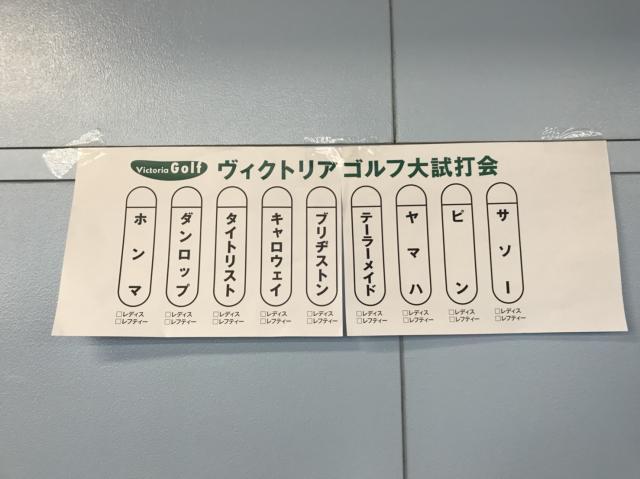 Victoria Golf ヴィクトリア ゴルフ大試打会
ホンマ
ダンロップ
タイトリスト
キャロウェイ
ブリヂストン
テーラーメイド
ヤマハ
ピン
サソー
□レディス
□レフティー
□レディス
□レフティー
□レディス
□レフティー
□レディス
□レフティー
□レディス
□レフティー
□レディス
□レフティー
□レディス
□レフティー
□レディス
□レフティー
□レディス
□レフティー